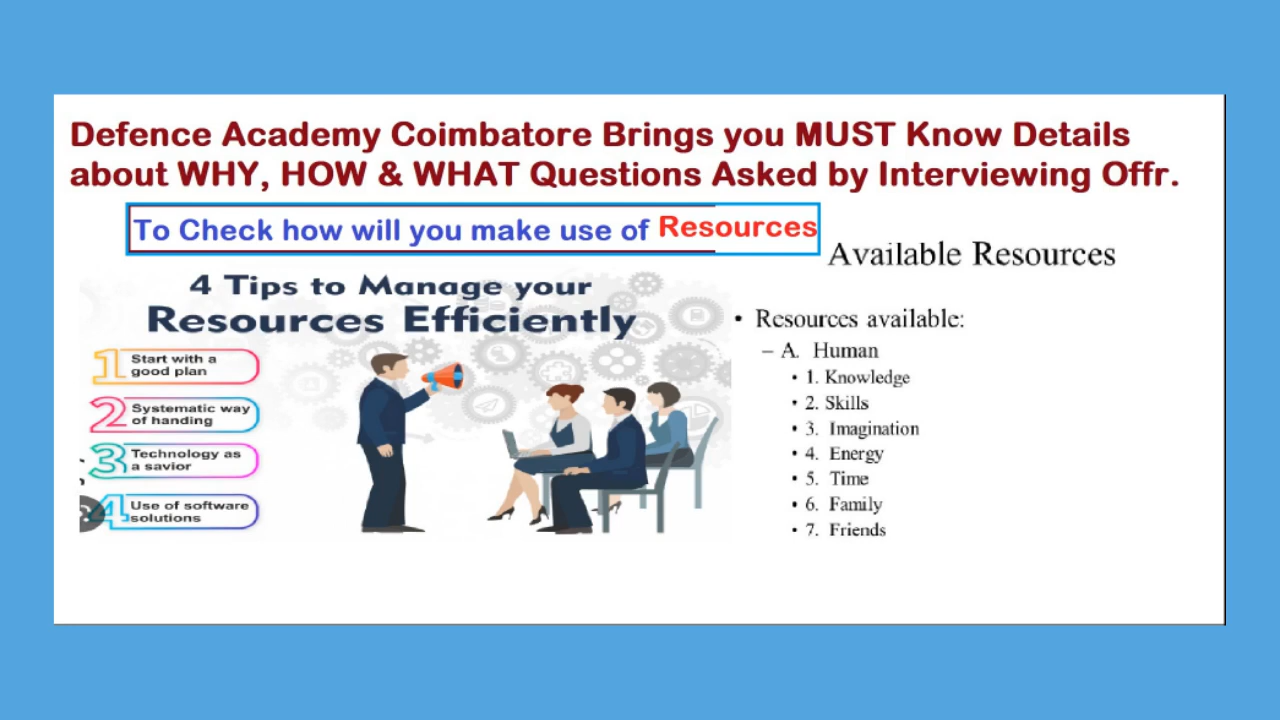 Defence Academy Coimbatore Brings you MUST Know Details
about WHY, HOW & WHAT Questions Asked by Interviewing Offr.
To Check how will you make use of Resources
4 Tips to Manage your
Resources Efficiently
1 Start with a
good plan
2 Systematic way
of handing
3 Technology as
a savior
4 Use of software
solutions
Available Resources
• Resources available:
– A. Human
• 1. Knowledge
• 2. Skills
• 3. Imagination
• 4. Energy
• 5. Time
• 6. Family
• 7. Friends